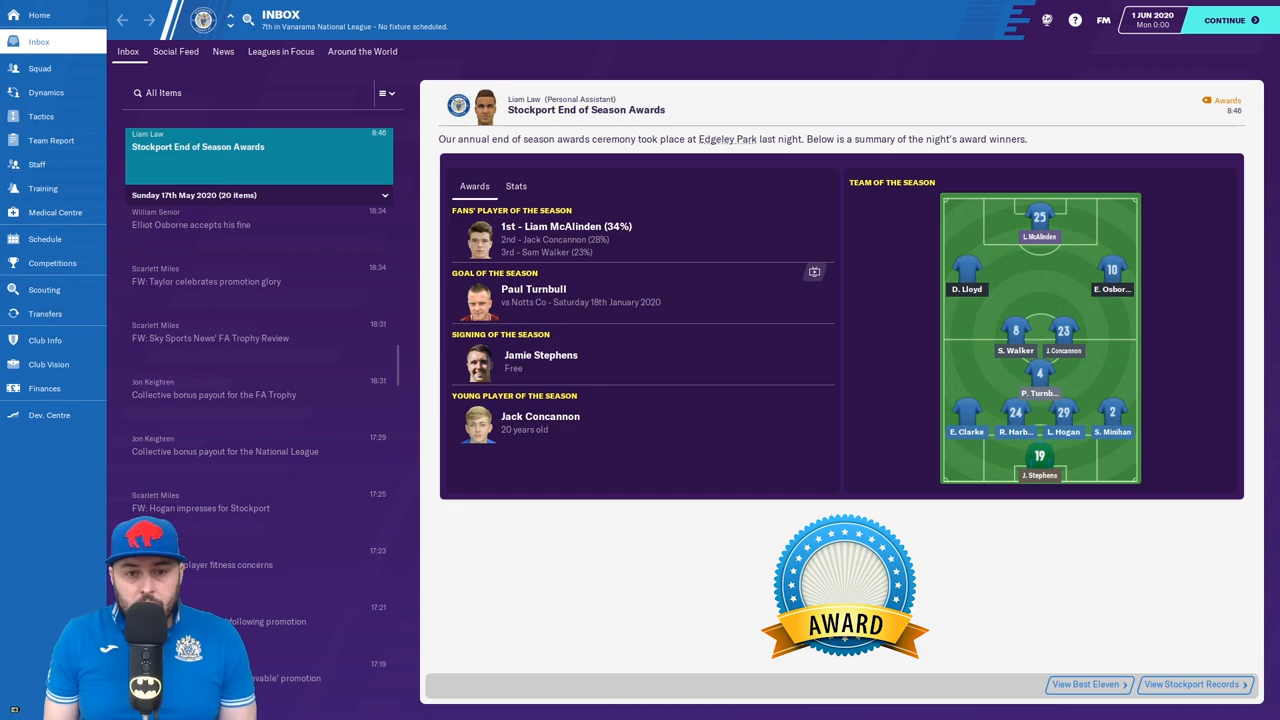 Home
Inbox
Squad
Dynamics
Tactics
Team Report
Staff
Training
Medical Centre
Schedule
Competitions
Scouting
Transfers
Club Info
Club Vision
Finances
Dev. Centre
INBOX
7th in Vanarama National League - No fixture scheduled.
?
FM
1 JUN 2020
Mon 0:00
CONTINUE
Inbox Social Feed News Leagues in Focus Around the World
All Items
Liam Law 8:46
Stockport End of Season Awards
Sunday 17th May 2020 (20 items)
William Senior 18:34
Elliot Osborne accepts his fine
Scarlett Miles 18:34
FW: Taylor celebrates promotion glory
Scarlett Miles 18:31
FW: Sky Sports News' FA Trophy Review
Jon Keighren 18:31
Collective bonus payout for the FA Trophy
Jon Keighren 17:29
Collective bonus payout for the National League
Scarlett Miles 17:25
FW: Hogan impresses for Stockport
17:23
player fitness concerns
17:21
following promotion
17:19
evable' promotion
Liam Law (Personal Assistant)
Stockport End of Season Awards
Awards
8:46
Our annual end of season awards ceremony took place at Edgeley Park last night. Below is a summary of the night's award winners.
Awards Stats
FANS' PLAYER OF THE SEASON
1st - Liam McAlinden (34%)
2nd - Jack Concannon (28%)
3rd - Sam Walker (23%)
GOAL OF THE SEASON
Paul Turnbull
vs Notts Co - Saturday 18th January 2020
SIGNING OF THE SEASON
Jamie Stephens
Free
YOUNG PLAYER OF THE SEASON
Jack Concannon
20 years old
TEAM OF THE SEASON
25
L. McAlinden
10
D. Lloyd E. Osbor...
8 23
S. Walker J. Concannon
4
P. Turnb...
24 29 2
E. Clarke R. Harb... L. Hogan S. Minihan
19
J. Stephens
AWARD
View Best Eleven
View Stockport Records